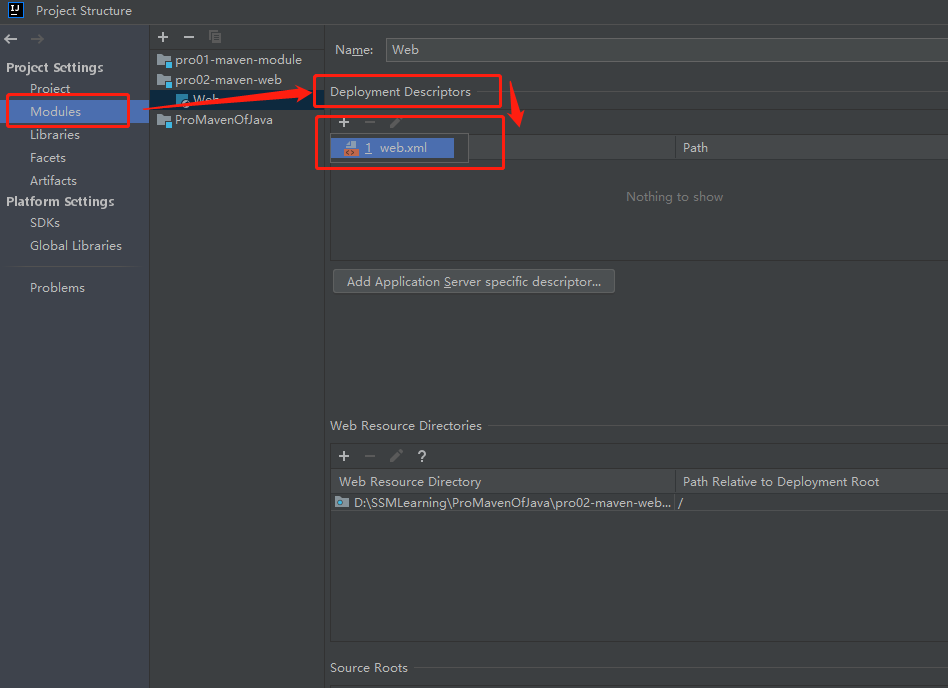 Project Structure
Project Settings
Project
Modules
Libraries
Facets
Artifacts
Platform Settings
SDKs
Global Libraries
Problems
pro01-maven-module
pro02-maven-web
Web
ProMavenOfJava
Name: Web
Deployment Descriptors
1 web.xml
Path
Nothing to show
Add Application Server specific descriptor...
Web Resource Directories
?
Web Resource Directory Path Relative to Deployment Root
D:\SSMLearning\ProMavenOfJava\pro02-maven-web... /
Source Roots